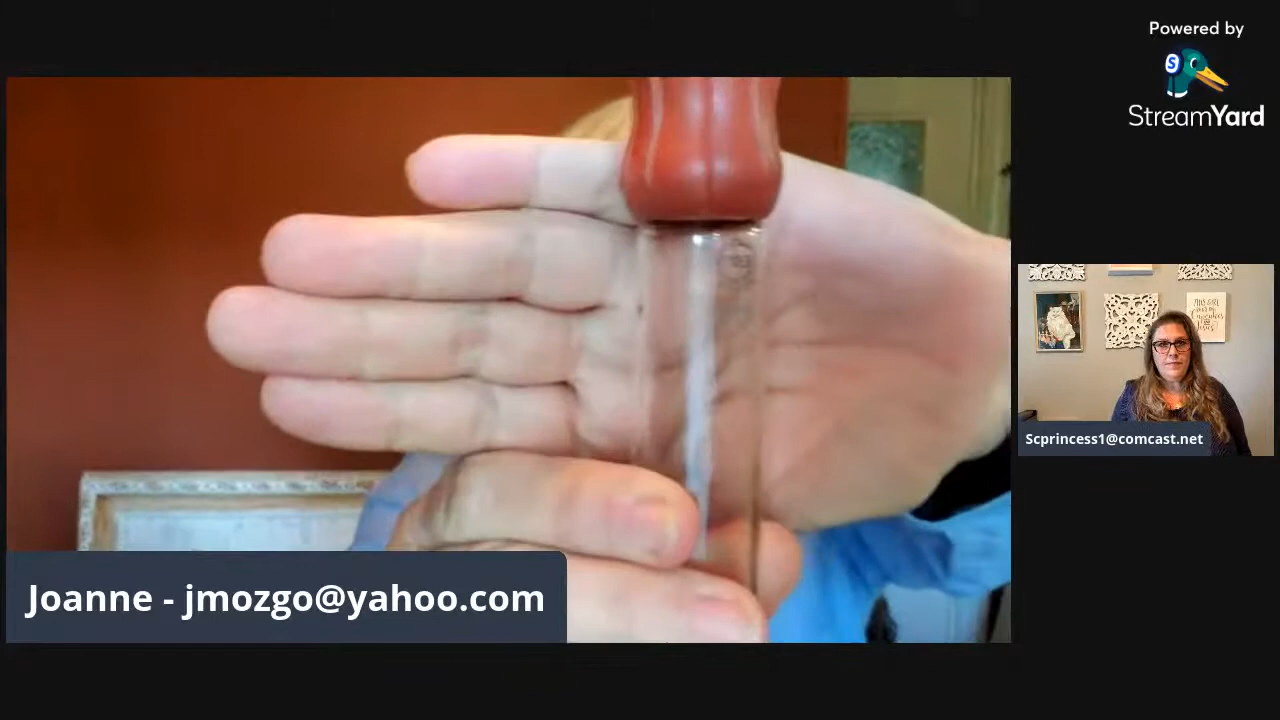 Powered by
S
StreamYard
Joanne - jmozgo@yahoo.com
Scprincess1@comcast.net